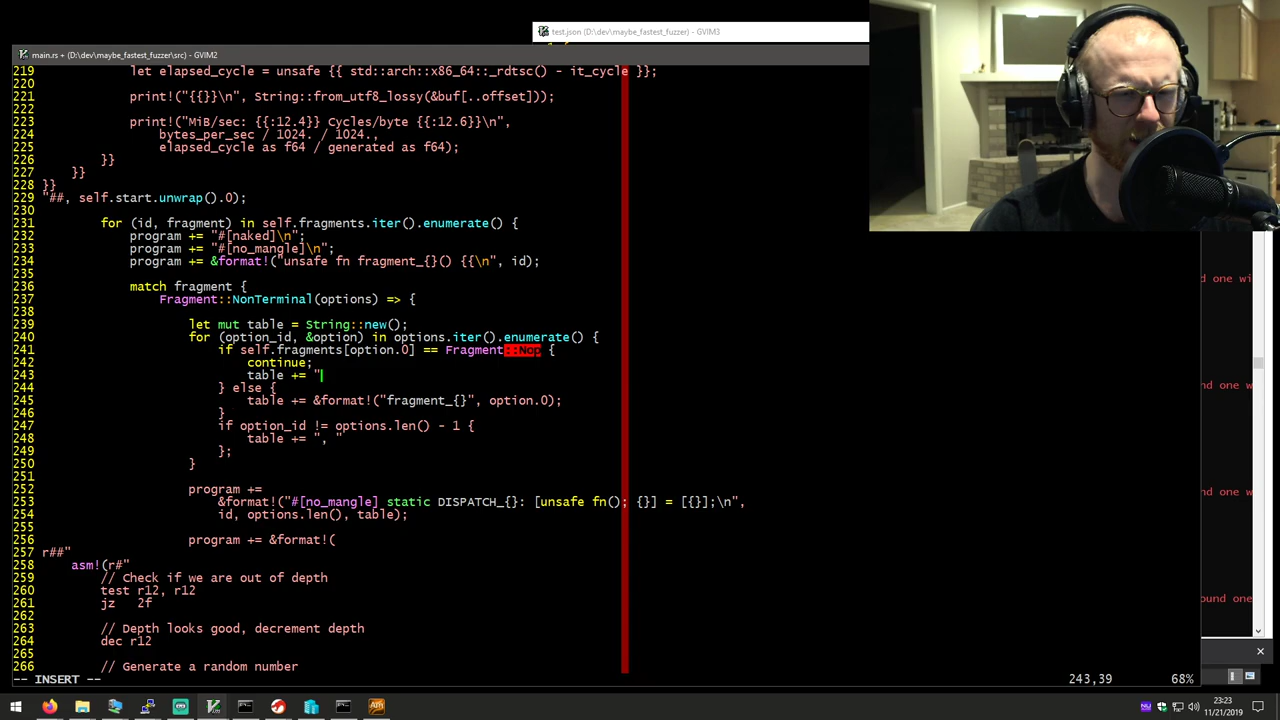 test.json (D:\dev\maybe_fastest_fuzzer) - GVIM3
main.rs + (D:\dev\maybe_fastest_fuzzer\src) - GVIM2
219 let elapsed_cycle = unsafe {{ std::arch::x86_64::_rdtsc() - it_cycle }};
220
221 print!("{{}}\n", String::from_utf8_lossy(&buf[..offset]));
222
223 print!("MiB/sec: {{:12.4}} Cycles/byte {{:12.6}}\n",
224 bytes_per_sec / 1024. / 1024.,
225 elapsed_cycle as f64 / generated as f64);
226 }}
227 }}
228 }}
229 "##, self.start.unwrap().0);
230
231 for (id, fragment) in self.fragments.iter().enumerate() {
232 program += "#[naked]\n";
233 program += "#[no_mangle]\n";
234 program += &format!("unsafe fn fragment_{}() {{\n", id);
235
236 match fragment {
237 Fragment::NonTerminal(options) => {
238
239 let mut table = String::new();
240 for (option_id, &option) in options.iter().enumerate() {
241 if self.fragments[option.0] == Fragment::Nop {
242 continue;
243 table += "
244 } else {
245 table += &format!("fragment_{}", option.0);
246 }
247 if option_id != options.len() - 1 {
248 table += ", "
249 };
250 }
251
252 program +=
253 &format!("#[no_mangle] static DISPATCH_{}: [unsafe fn(); {}] = [{}];\n",
254 id, options.len(), table);
255
256 program += &format!(
257 r##"
258 asm!(r#"
259 // Check if we are out of depth
260 test r12, r12
261 jz 2f
262
263 // Depth looks good, decrement depth
264 dec r12
265
266 // Generate a random number
-- INSERT -- 243,39 68%
d one wi
nd one w
nd one w
ound one
23:23
11/21/2019